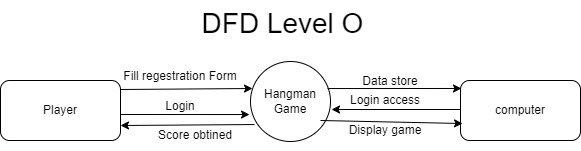 DFD Level O
Fill regestration Form
Data store
Hangman
Game
Login
Login access
Player
computer
Score obtined
Display game